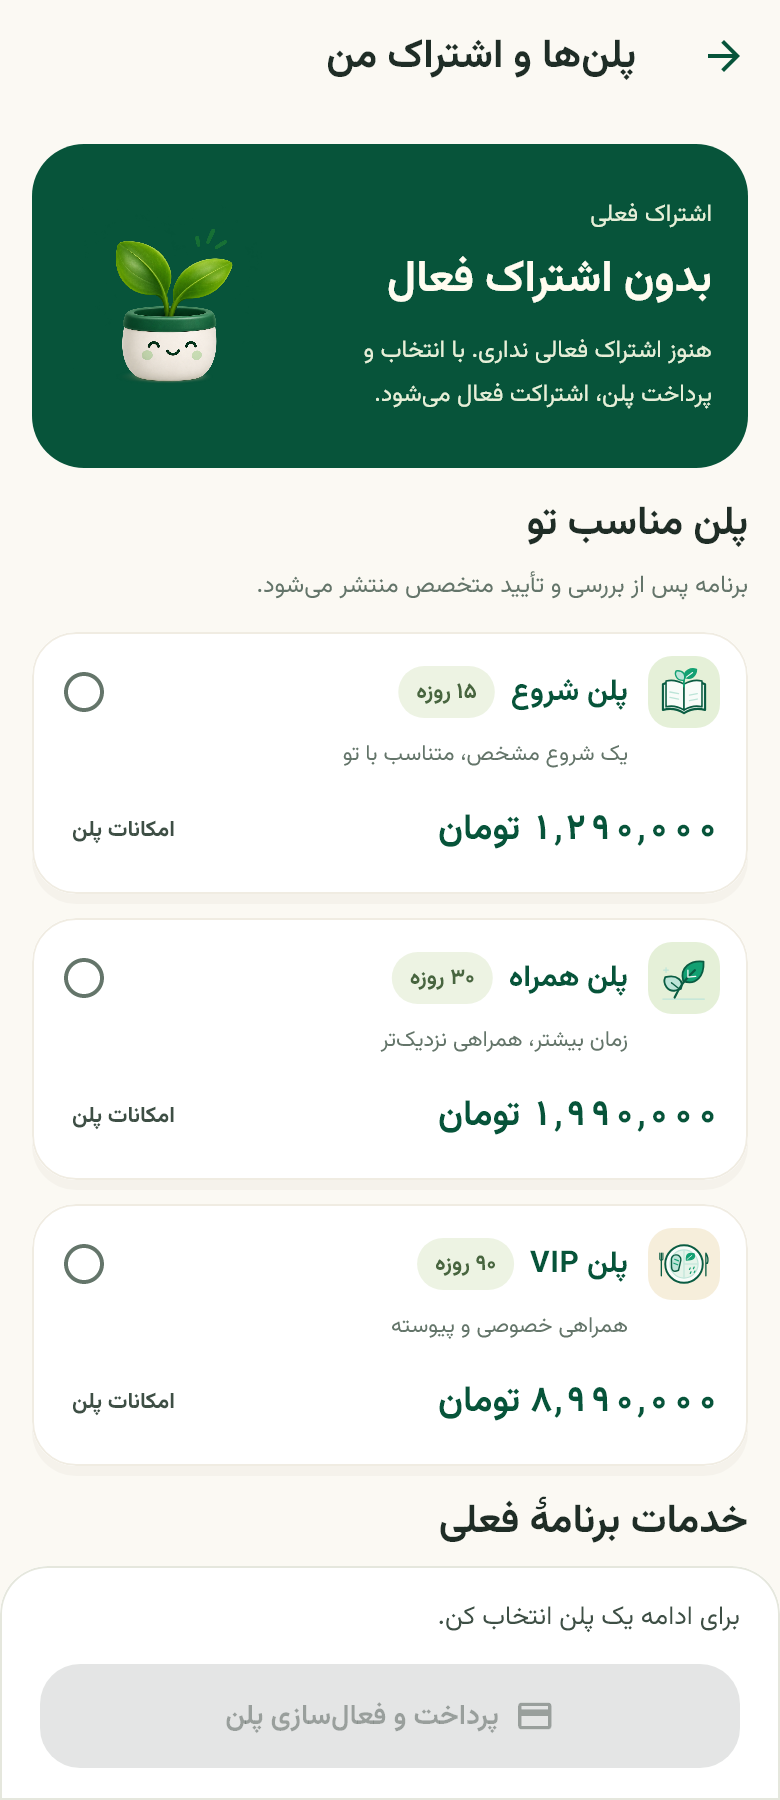 پلن‌ها و اشتراک من
اشتراک فعلی
بدون اشتراک فعال
هنوز اشتراک فعالی نداری. با انتخاب و
پرداخت پلن، اشتراکت فعال می‌شود.
پلن مناسب تو
برنامه پس از بررسی و تأیید متخصص منتشر می‌شود.
پلن شروع ۱۵ روزه
یک شروع مشخص، متناسب با تو
۱,۲۹۰,۰۰۰ تومان
امکانات پلن
پلن همراه ۳۰ روزه
زمان بیشتر، همراهی نزدیک‌تر
۱,۹۹۰,۰۰۰ تومان
امکانات پلن
پلن VIP ۹۰ روزه
همراهی خصوصی و پیوسته
۸,۹۹۰,۰۰۰ تومان
امکانات پلن
خدمات برنامهٔ فعلی
برای ادامه یک پلن انتخاب کن.
پرداخت و فعال‌سازی پلن